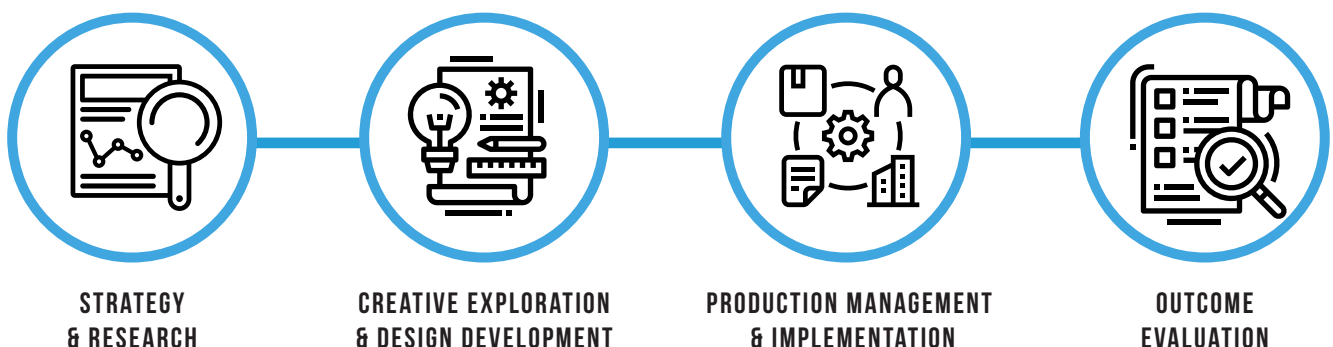 STRATEGY
& RESEARCH
CREATIVE EXPLORATION
& DESIGN DEVELOPMENT
PRODUCTION MANAGEMENT
& IMPLEMENTATION
OUTCOME
EVALUATION